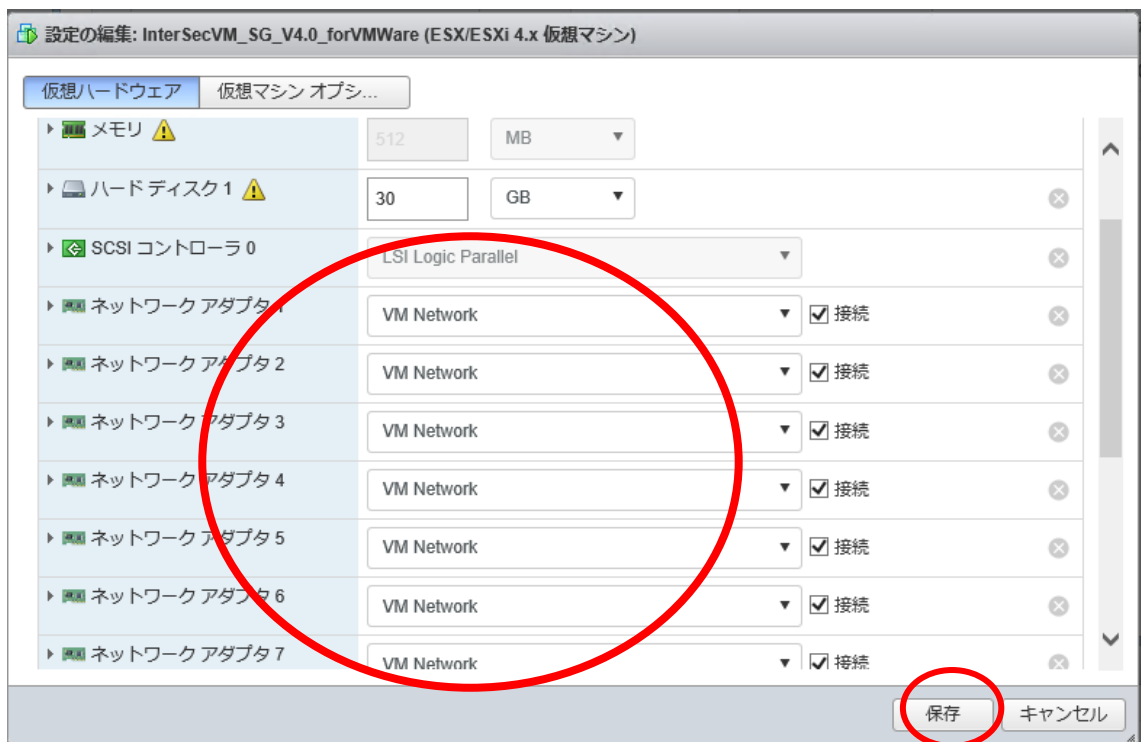 設定の編集: InterSecVM_SG_V4.0_forVMWare (ESX/ESXi 4.x 仮想マシン)
仮想ハードウェア 仮想マシン オプシ...
メモリ 512 MB
ハード ディスク 1 30 GB
SCSI コントローラ 0 LSI Logic Parallel
ネットワーク アダプタ 1 VM Network 接続
ネットワーク アダプタ 2 VM Network 接続
ネットワーク アダプタ 3 VM Network 接続
ネットワーク アダプタ 4 VM Network 接続
ネットワーク アダプタ 5 VM Network 接続
ネットワーク アダプタ 6 VM Network 接続
ネットワーク アダプタ 7 VM Network 接続
保存 キャンセル